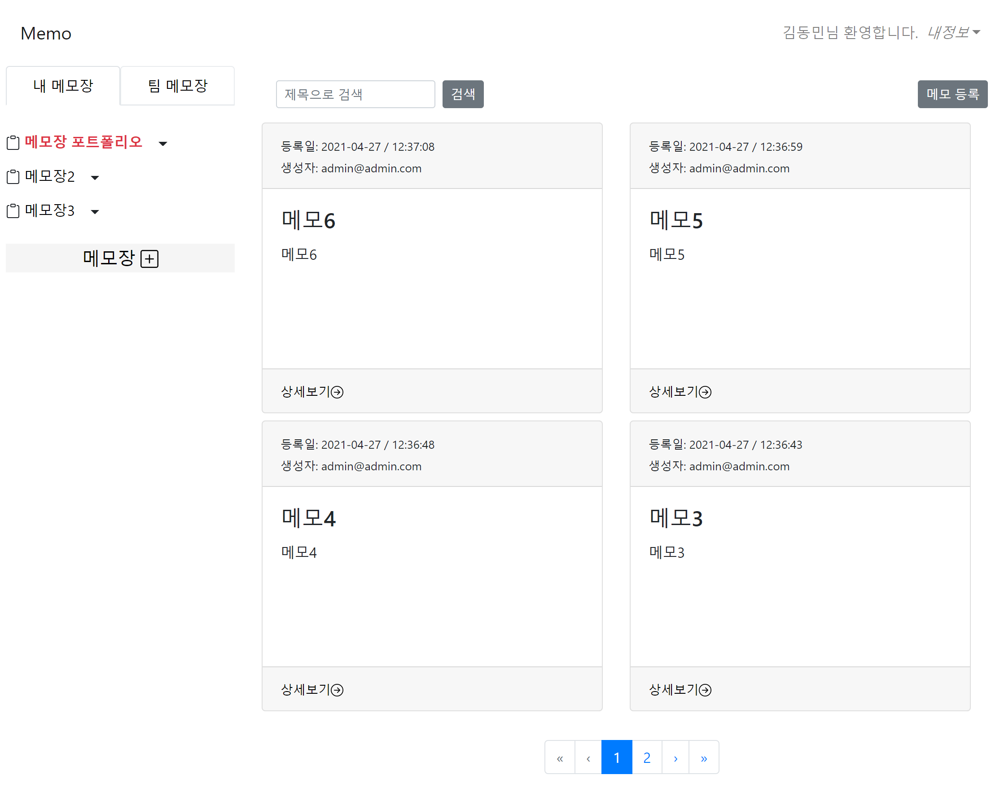 Memo
김동민님 환영합니다. 내정보
내 메모장 팀 메모장
제목으로 검색 검색 메모 등록
메모장 포트폴리오
메모장2
메모장3
메모장
등록일: 2021-04-27 / 12:37:08
생성자: admin@admin.com
메모6
메모6
상세보기
등록일: 2021-04-27 / 12:36:59
생성자: admin@admin.com
메모5
메모5
상세보기
등록일: 2021-04-27 / 12:36:48
생성자: admin@admin.com
메모4
메모4
상세보기
등록일: 2021-04-27 / 12:36:43
생성자: admin@admin.com
메모3
메모3
상세보기
« ‹ 1 2 › »